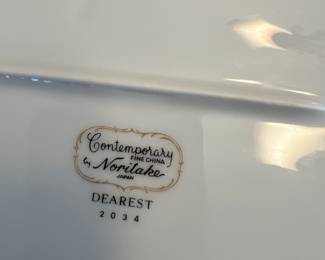 Contemporary
FINE CHINA
by Noritake
JAPAN
DEAREST
2034